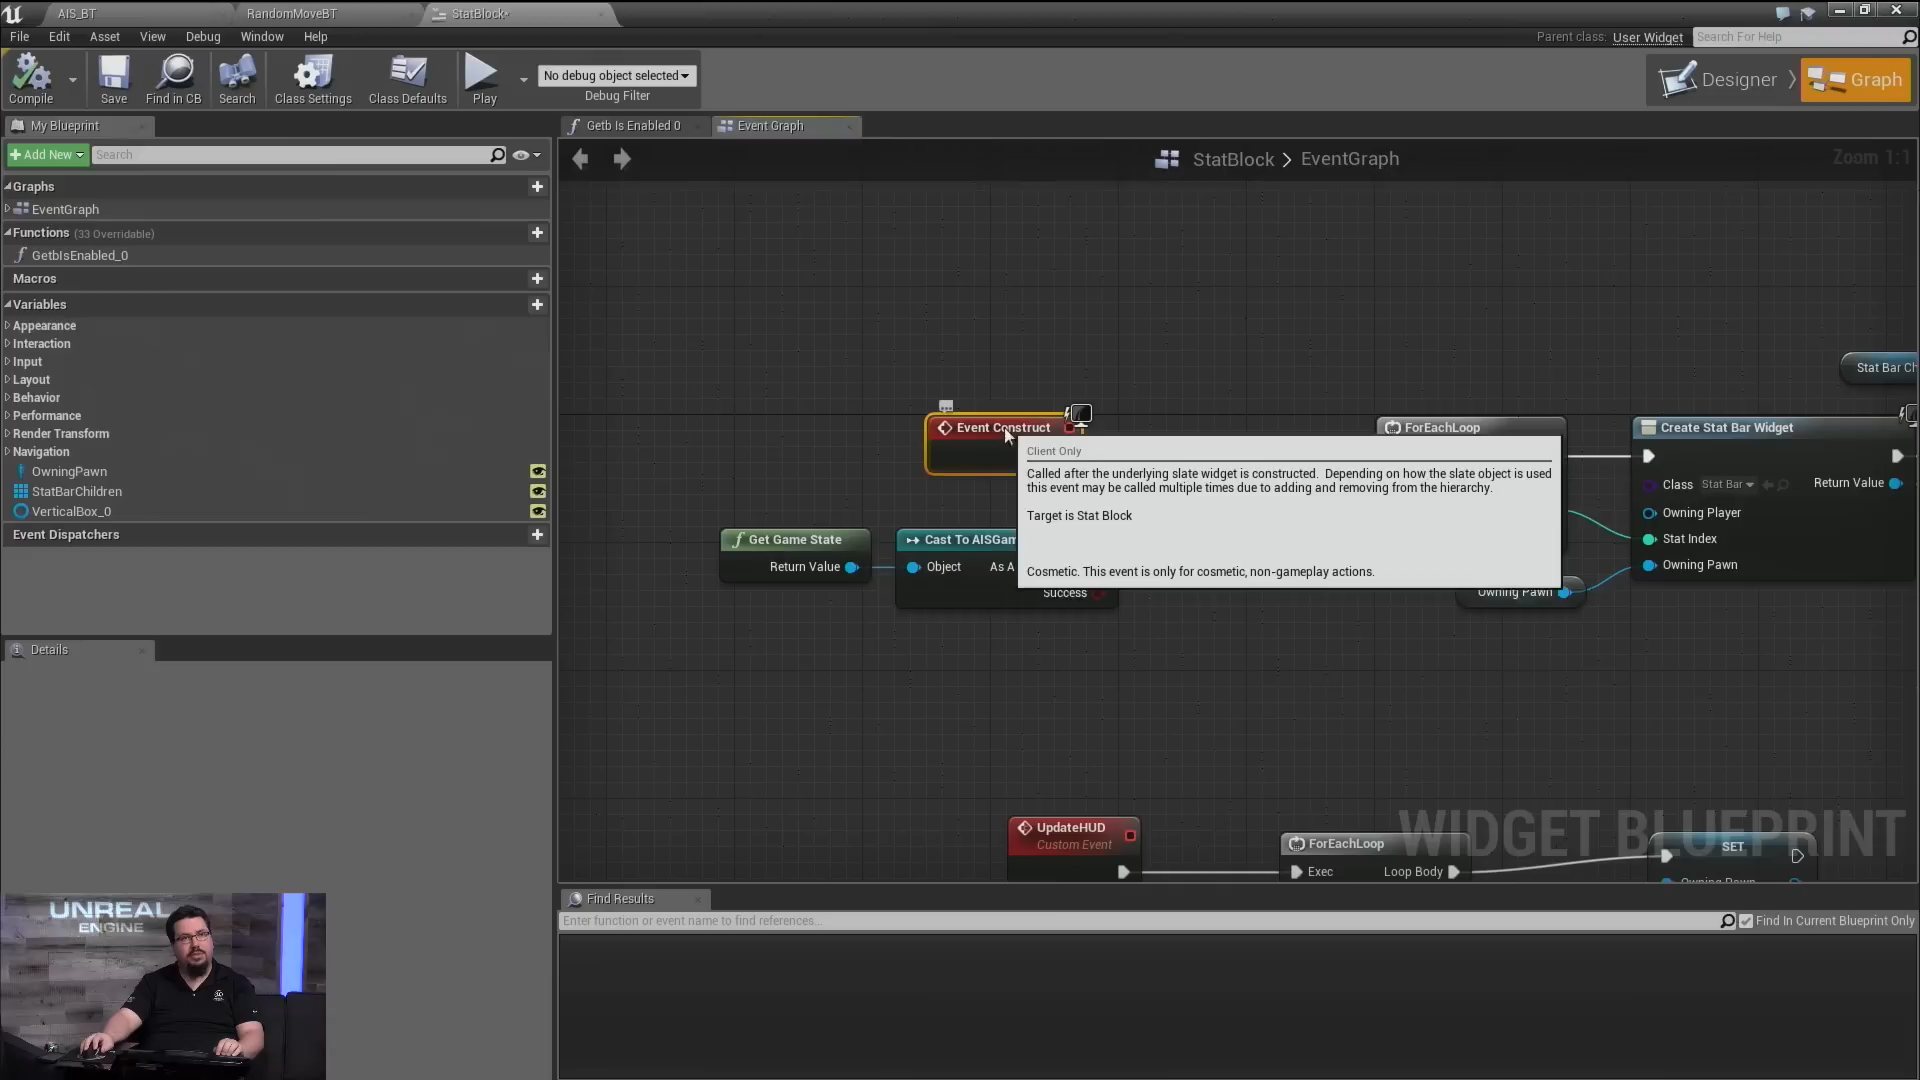 AIS_BT
RandomMoveBT
StatBlock*
File Edit Asset View Debug Window Help
Parent class: User Widget
Search For Help
Compile
Save
Find in CB
Search
Class Settings
Class Defaults
Play
No debug object selected
Debug Filter
Designer
Graph
My Blueprint
Add New
Search
Graphs
EventGraph
Functions (33 Overridable)
GetbIsEnabled_0
Macros
Variables
Appearance
Interaction
Input
Layout
Behavior
Performance
Render Transform
Navigation
OwningPawn
StatBarChildren
VerticalBox_0
Event Dispatchers
Details
Getb Is Enabled 0
Event Graph
StatBlock > EventGraph
Zoom 1:1
Stat Bar Ch
Event Construct
ForEachLoop
Create Stat Bar Widget
Client Only
Called after the underlying slate widget is constructed. Depending on how the slate object is used
this event may be called multiple times due to adding and removing from the hierarchy.
Target is Stat Block
Cosmetic. This event is only for cosmetic, non-gameplay actions.
Class Stat Bar
Return Value
Owning Player
Stat Index
Owning Pawn
Get Game State
Return Value
Cast To AISGam
Object
As A
Success
Owning Pawn
UpdateHUD
Custom Event
ForEachLoop
Exec
Loop Body
SET
Owning Pawn
WIDGET BLUEPRINT
Find Results
Enter function or event name to find references...
Find In Current Blueprint Only
UNREAL
ENGINE